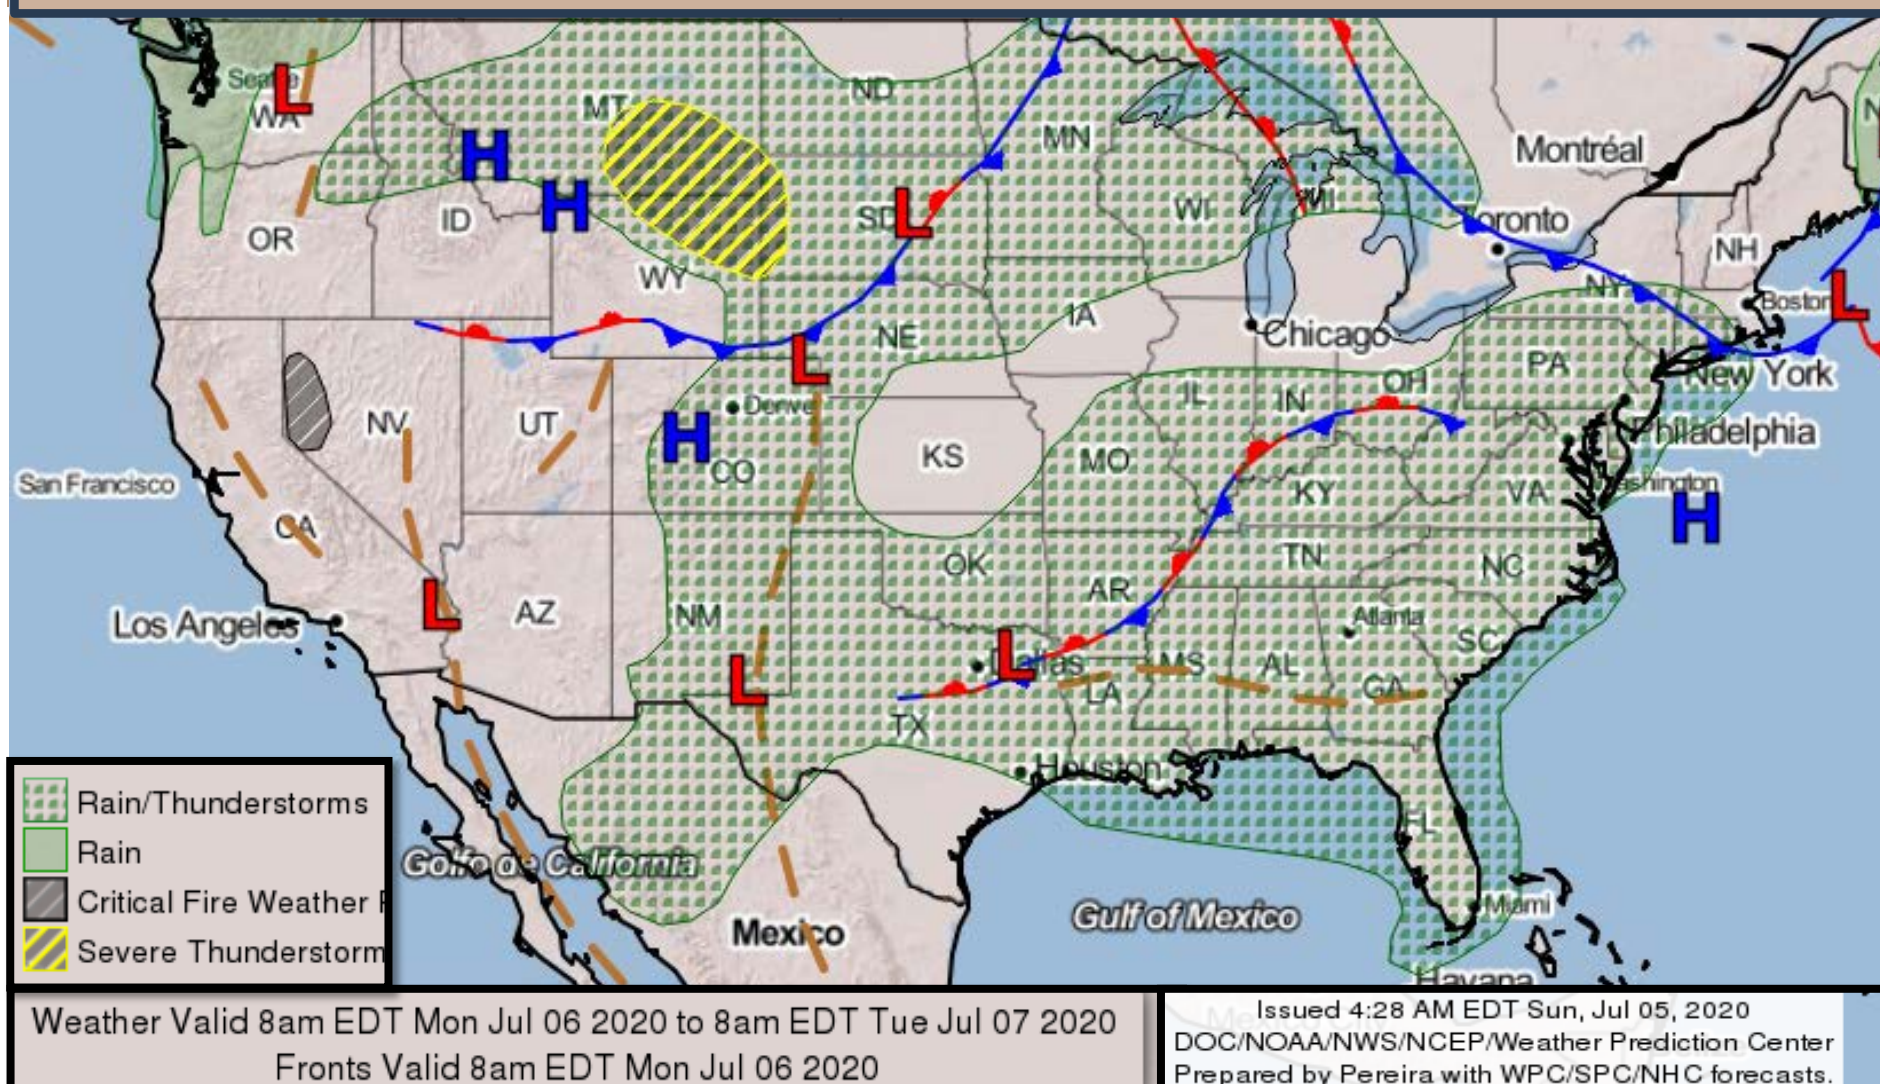 Seattle
WA
MT
ND
MN
Montréal
OR
ID
SD
WI
MI
Toronto
NH
WY
NY
Boston
IA
NE
Chicago
PA
New York
NV
UT
Denver
CO
KS
MO
IL
IN
OH
Philadelphia
San Francisco
CA
KY
VA
Washington
OK
TN
NC
AR
Los Angeles
AZ
NM
Atlanta
SC
Dallas
MS
AL
GA
LA
TX
Houston
FL
Golfo de California
Mexico
Gulf of Mexico
Miami
Havana
H
H
H
H
L
L
L
L
L
L
L
Rain/Thunderstorms
Rain
Critical Fire Weather
Severe Thunderstorm
Weather Valid 8am EDT Mon Jul 06 2020 to 8am EDT Tue Jul 07 2020
Fronts Valid 8am EDT Mon Jul 06 2020
Mexico City
Issued 4:28 AM EDT Sun, Jul 05, 2020
DOC/NOAA/NWS/NCEP/Weather Prediction Center
Prepared by Pereira with WPC/SPC/NHC forecasts.